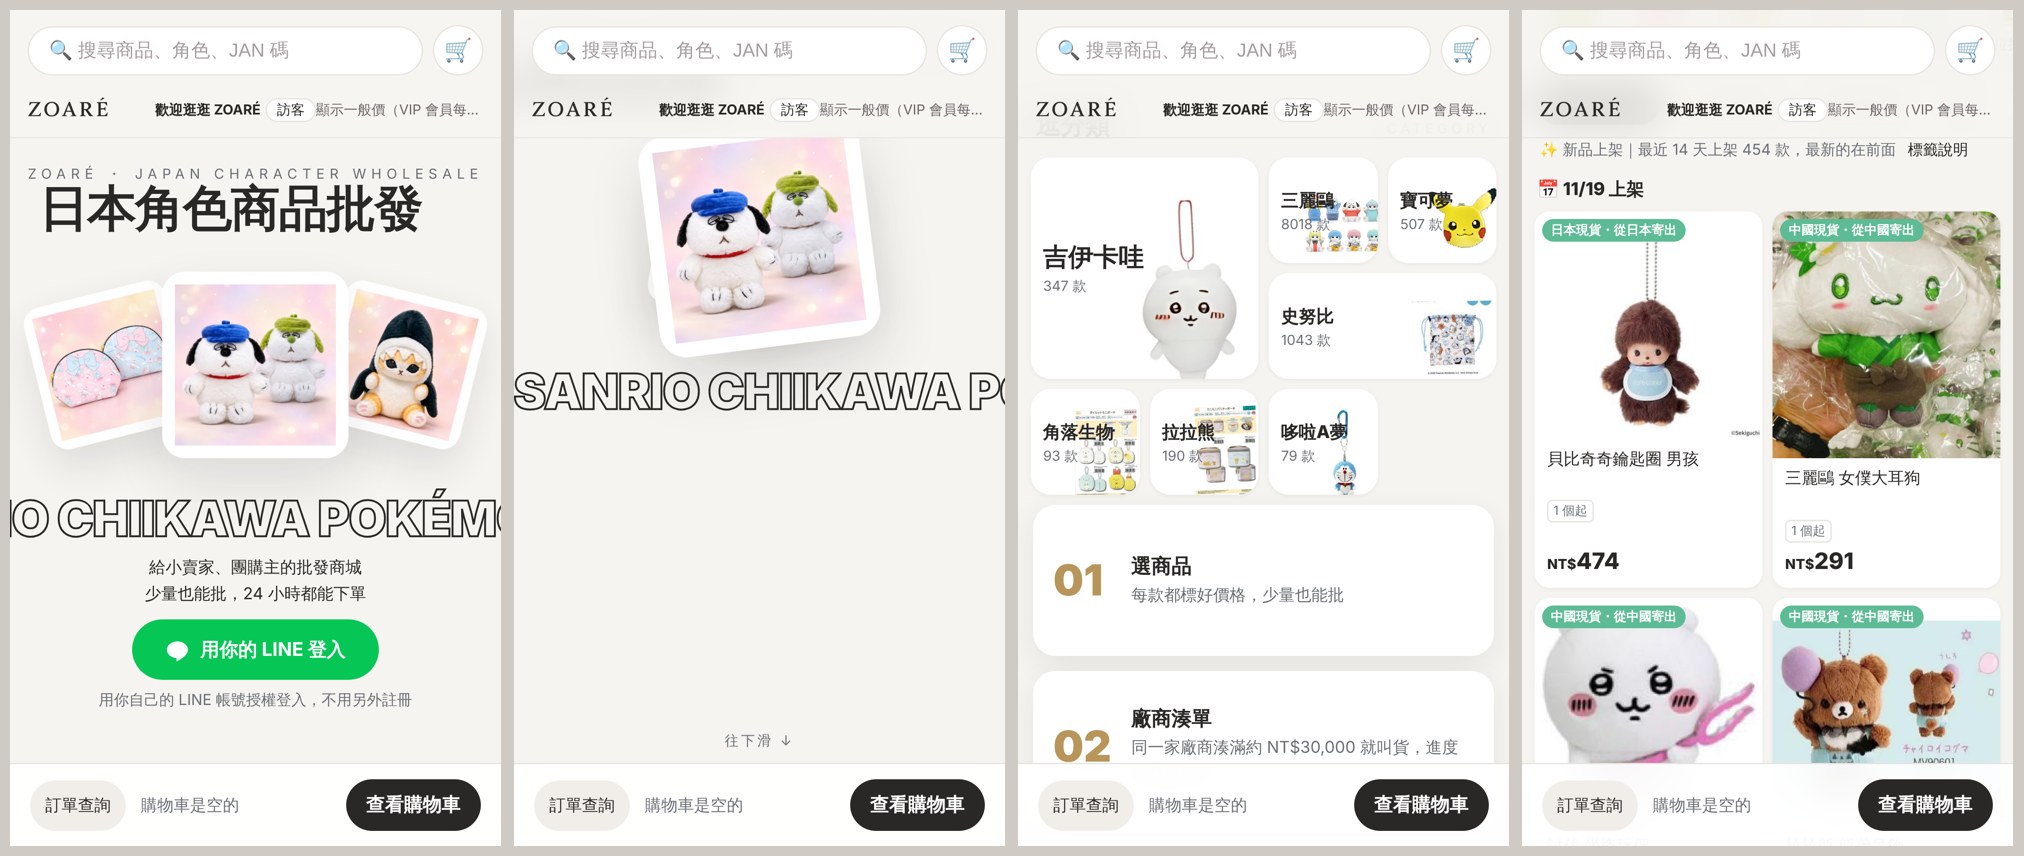 搜尋商品、角色、JAN 碼
ZOARÉ
歡迎逛逛 ZOARÉ 訪客 顯示一般價（VIP 會員每...
ZOARÉ · JAPAN CHARACTER WHOLESALE
日本角色商品批發
IO CHIIKAWA POKÉM
給小賣家、團購主的批發商城
少量也能批，24 小時都能下單
用你的 LINE 登入
用你自己的 LINE 帳號授權登入，不用另外註冊
訂單查詢 購物車是空的 查看購物車
搜尋商品、角色、JAN 碼
ZOARÉ
歡迎逛逛 ZOARÉ 訪客 顯示一般價（VIP 會員每...
SANRIO CHIIKAWA PO
往下滑 ↓
訂單查詢 購物車是空的 查看購物車
搜尋商品、角色、JAN 碼
ZOARÉ
歡迎逛逛 ZOARÉ 訪客 顯示一般價（VIP 會員每...
吉伊卡哇
347 款
三麗鷗
8018 款
寶可夢
507 款
史努比
1043 款
角落生物
93 款
拉拉熊
190 款
哆啦A夢
79 款
01
選商品
每款都標好價格，少量也能批
02
廠商湊單
同一家廠商湊滿約 NT$30,000 就叫貨，進度
訂單查詢 購物車是空的 查看購物車
搜尋商品、角色、JAN 碼
ZOARÉ
歡迎逛逛 ZOARÉ 訪客 顯示一般價（VIP 會員每...
新品上架｜最近 14 天上架 454 款，最新的在前面 標籤說明
11/19 上架
日本現貨・從日本寄出
©Sekiguchi
貝比奇奇鑰匙圈 男孩
1 個起
NT$474
中國現貨・從中國寄出
三麗鷗 女僕大耳狗
1 個起
NT$291
中國現貨・從中國寄出
中國現貨・從中國寄出
チャイロイコグマ
MV90601
訂單查詢 購物車是空的 查看購物車